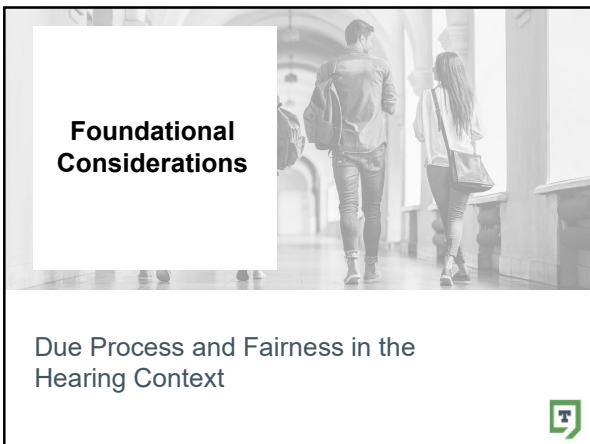 Foundational
Considerations
Due Process and Fairness in the
Hearing Context
T